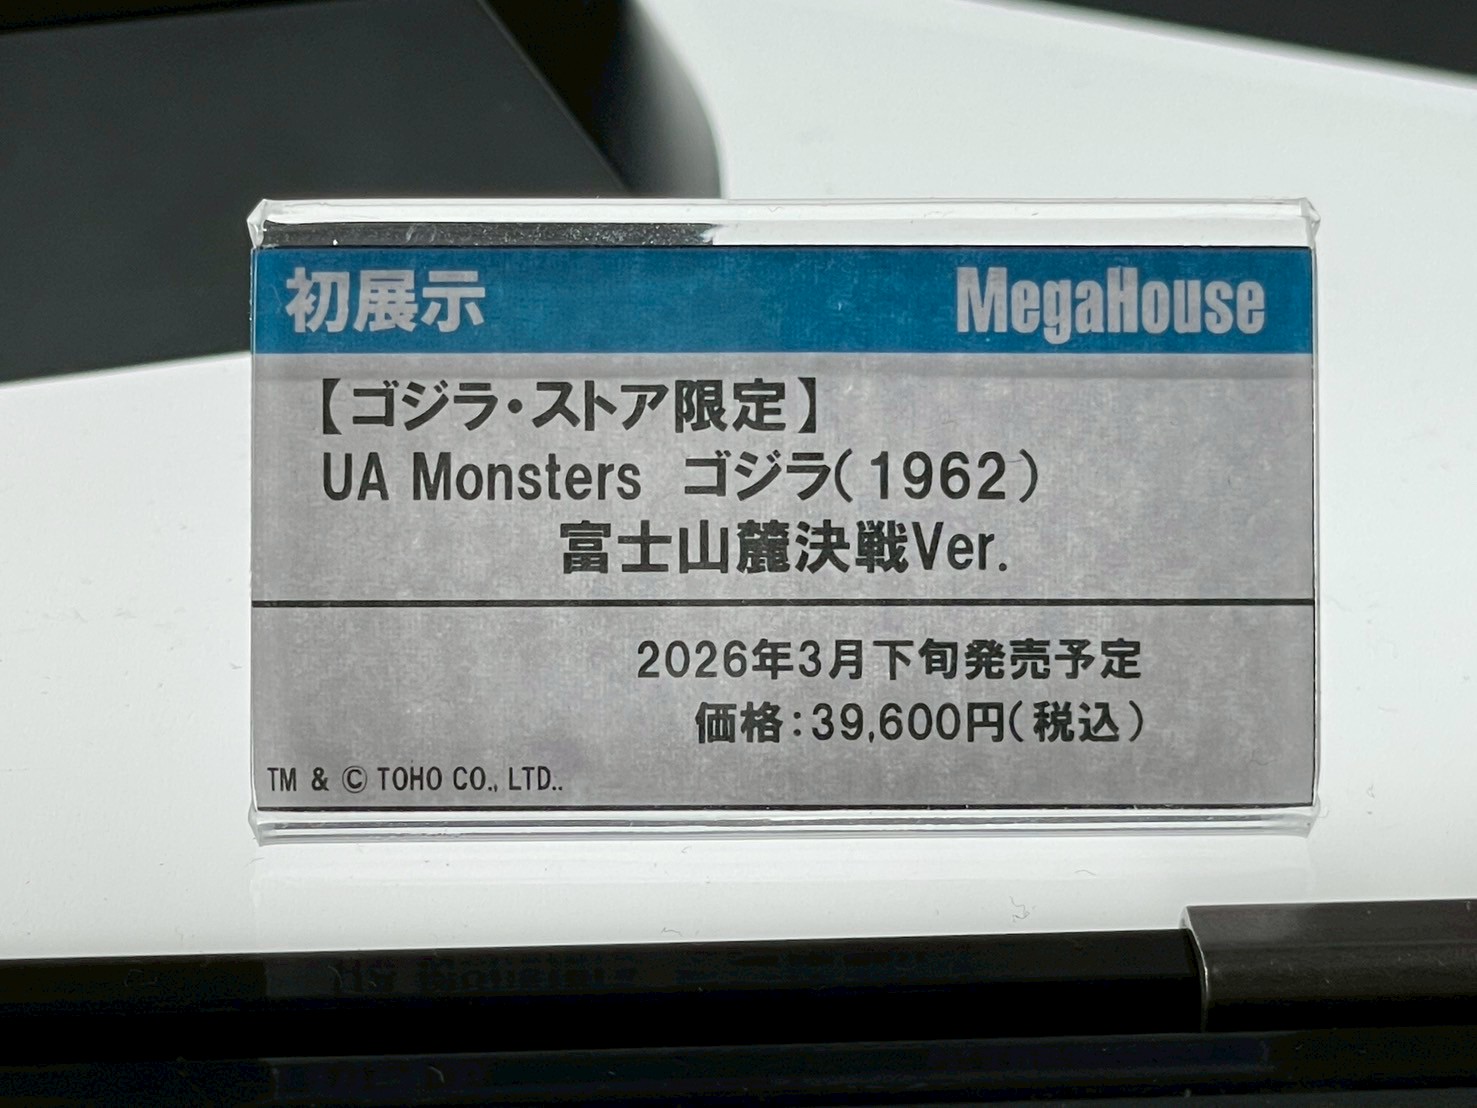 初展示 MegaHouse
【ゴジラ・ストア限定】
UA Monsters　ゴジラ(1962)
富士山麓決戦Ver.
2026年3月下旬発売予定
価格:39,600円(税込)
TM & © TOHO CO., LTD..